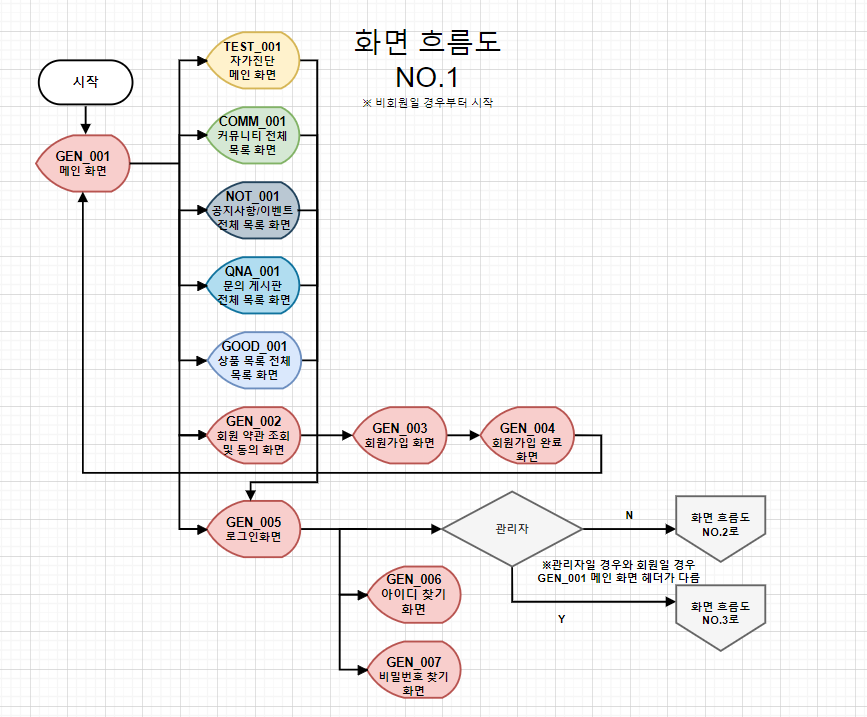 화면 흐름도
NO.1
※ 비회원일 경우부터 시작
시작
GEN_001
메인 화면
TEST_001
자가진단
메인 화면
COMM_001
커뮤니티 전체
목록 화면
NOT_001
공지사항/이벤트
전체 목록 화면
QNA_001
문의 게시판
전체 목록 화면
GOOD_001
상품 목록 전체
목록 화면
GEN_002
회원 약관 조회
및 동의 화면
GEN_003
회원가입 화면
GEN_004
회원가입 완료
화면
GEN_005
로그인화면
관리자
N
화면 흐름도
NO.2로
※관리자일 경우와 회원일 경우
GEN_001 메인 화면 헤더가 다름
Y
화면 흐름도
NO.3로
GEN_006
아이디 찾기
화면
GEN_007
비밀번호 찾기
화면